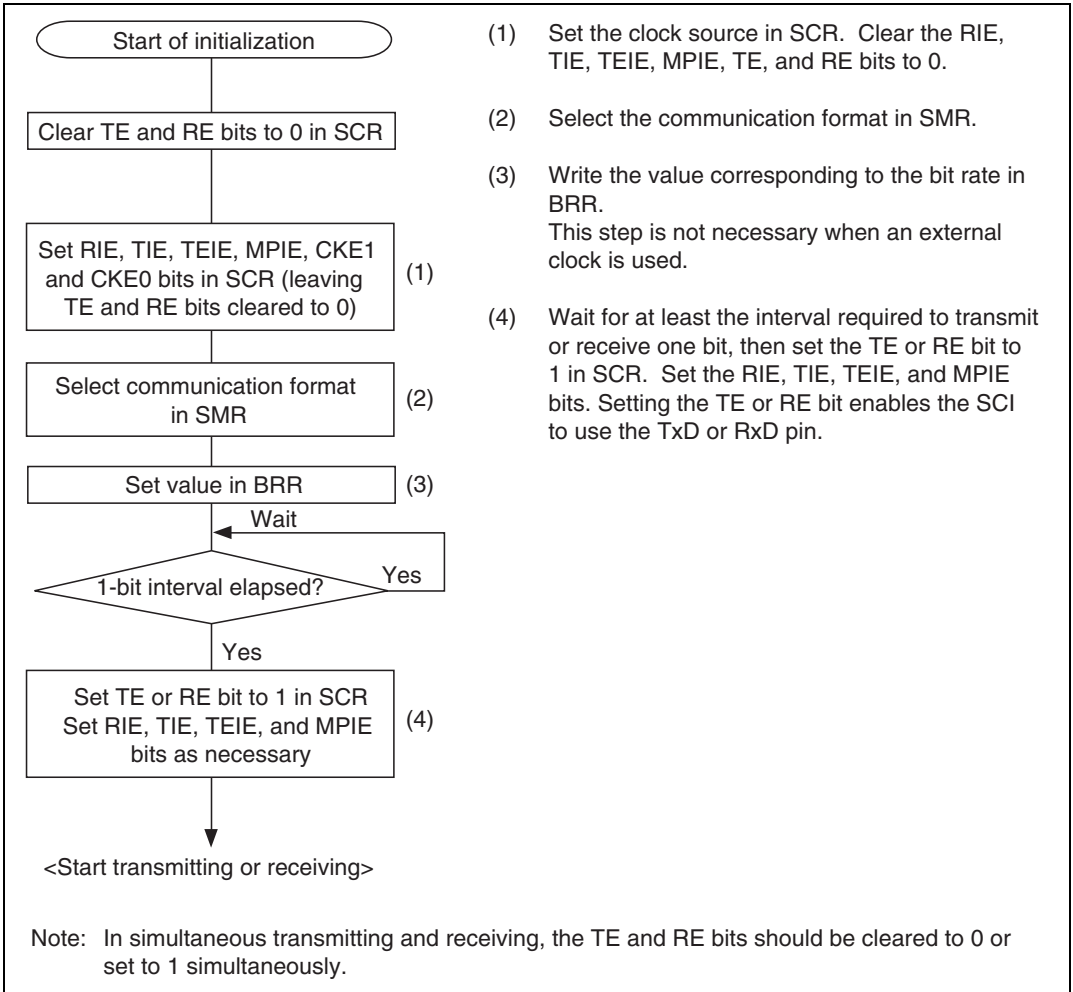 Start of initialization
Clear TE and RE bits to 0 in SCR
Set RIE, TIE, TEIE, MPIE, CKE1
and CKE0 bits in SCR (leaving
TE and RE bits cleared to 0)
(1)
Select communication format
in SMR
(2)
Set value in BRR
(3)
Wait
1-bit interval elapsed?
Yes
Yes
Set TE or RE bit to 1 in SCR
Set RIE, TIE, TEIE, and MPIE
bits as necessary
(4)
<Start transmitting or receiving>
(1) Set the clock source in SCR. Clear the RIE,
TIE, TEIE, MPIE, TE, and RE bits to 0.
(2) Select the communication format in SMR.
(3) Write the value corresponding to the bit rate in
BRR.
This step is not necessary when an external
clock is used.
(4) Wait for at least the interval required to transmit
or receive one bit, then set the TE or RE bit to
1 in SCR. Set the RIE, TIE, TEIE, and MPIE
bits. Setting the TE or RE bit enables the SCI
to use the TxD or RxD pin.
Note: In simultaneous transmitting and receiving, the TE and RE bits should be cleared to 0 or
set to 1 simultaneously.